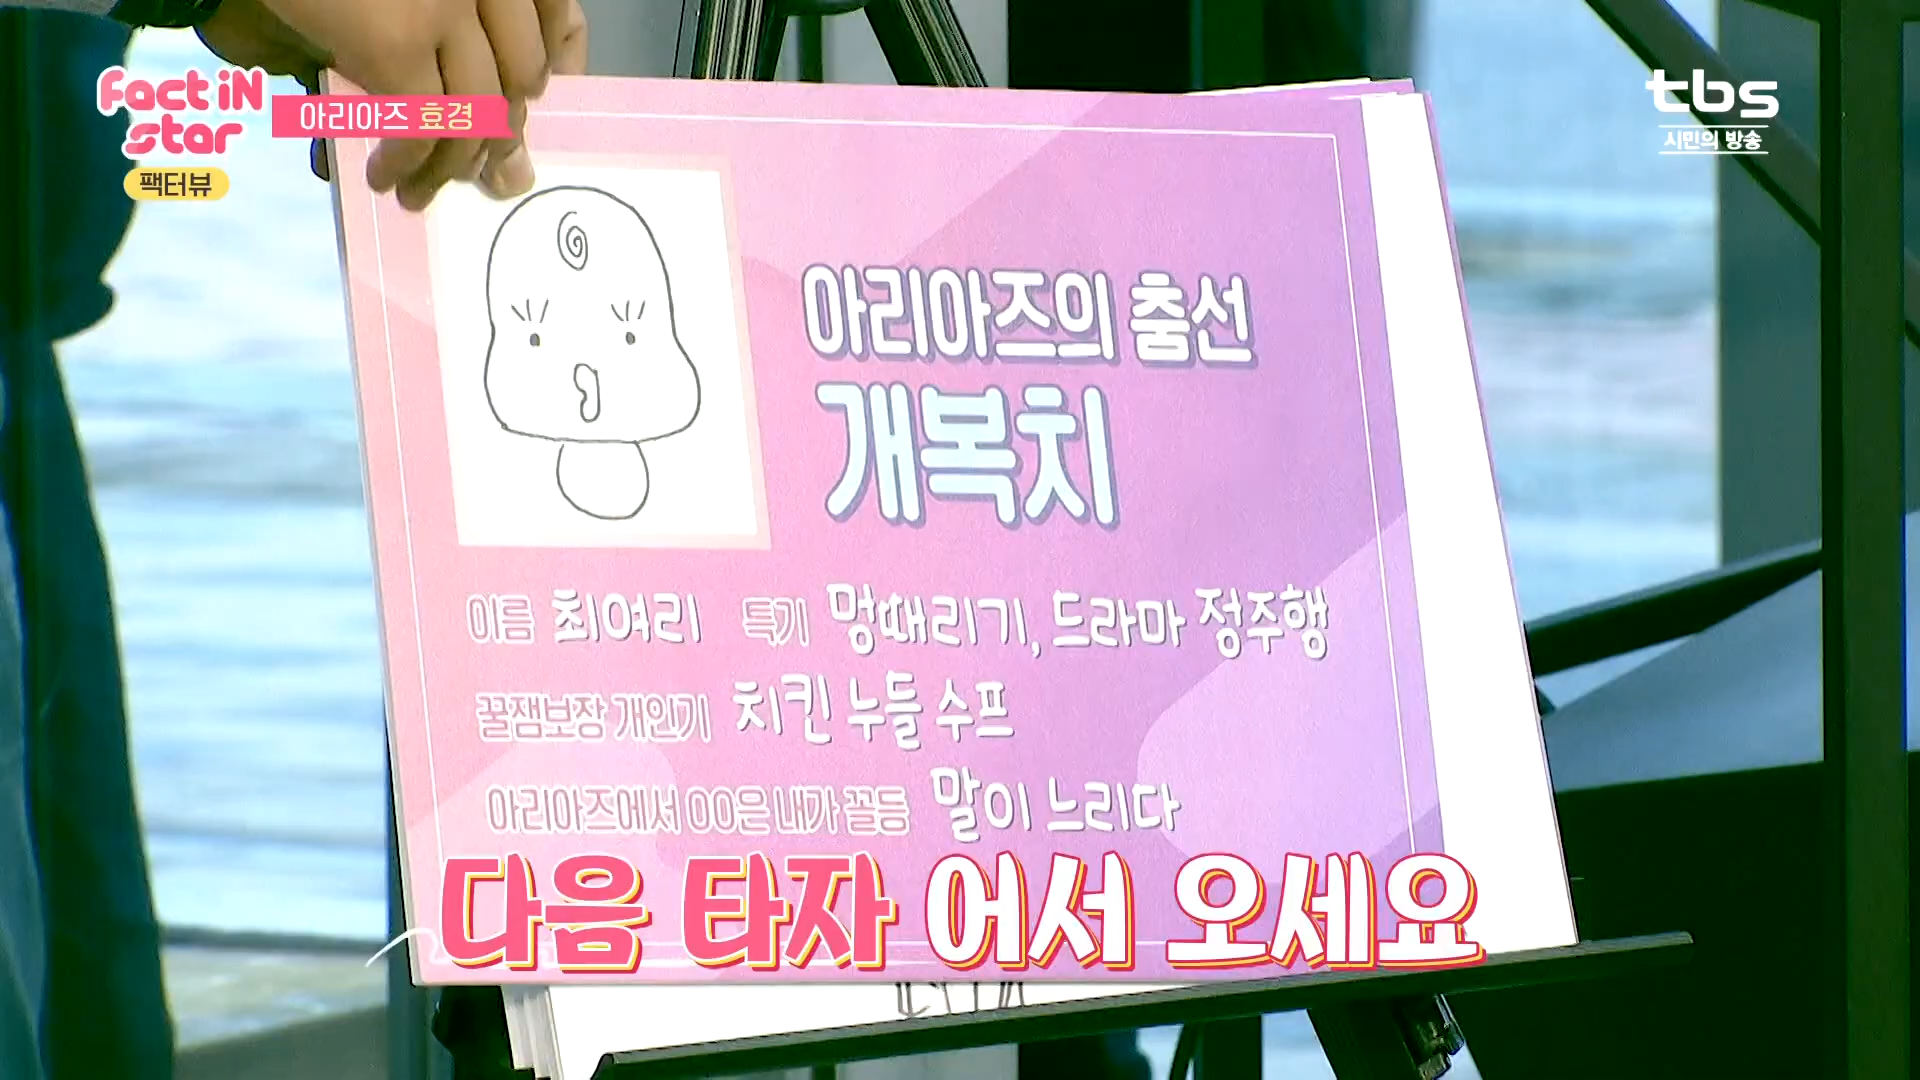 Fact iN
star
팩터뷰
아리아즈 효경
tbs
시민의 방송
아리아즈의 춤선
개복치
이름 최여리 특기 멍때리기, 드라마 정주행
꿀잼보장 개인기 치킨 누들 수프
아리아즈에서 OO은 내가 꼴등 말이 느리다
다음 타자 어서 오세요